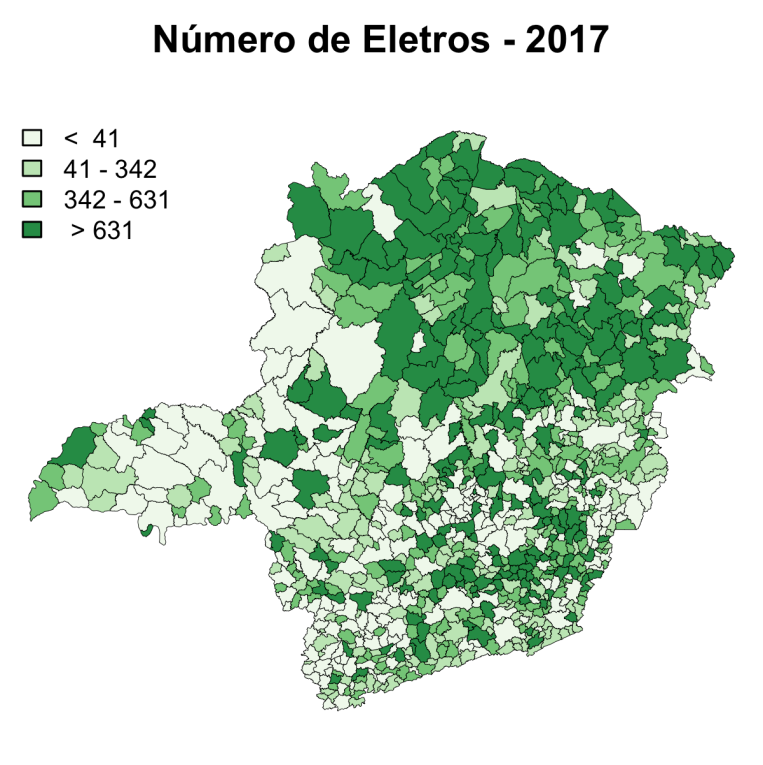 Número de Eletros - 2017
< 41
41 - 342
342 - 631
> 631